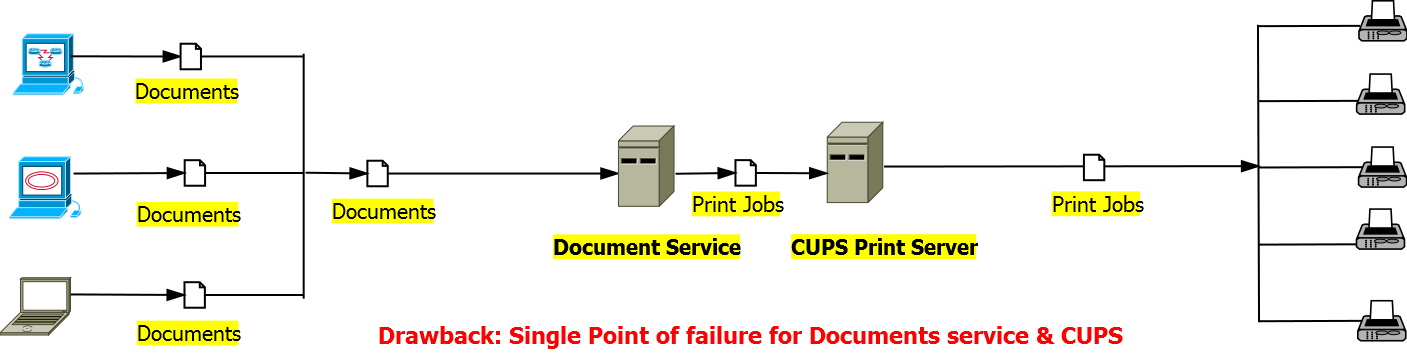 Documents
Documents
Documents
Print Jobs
Print Jobs
Document Service
CUPS Print Server
Documents
Drawback: Single Point of failure for Documents service & CUPS